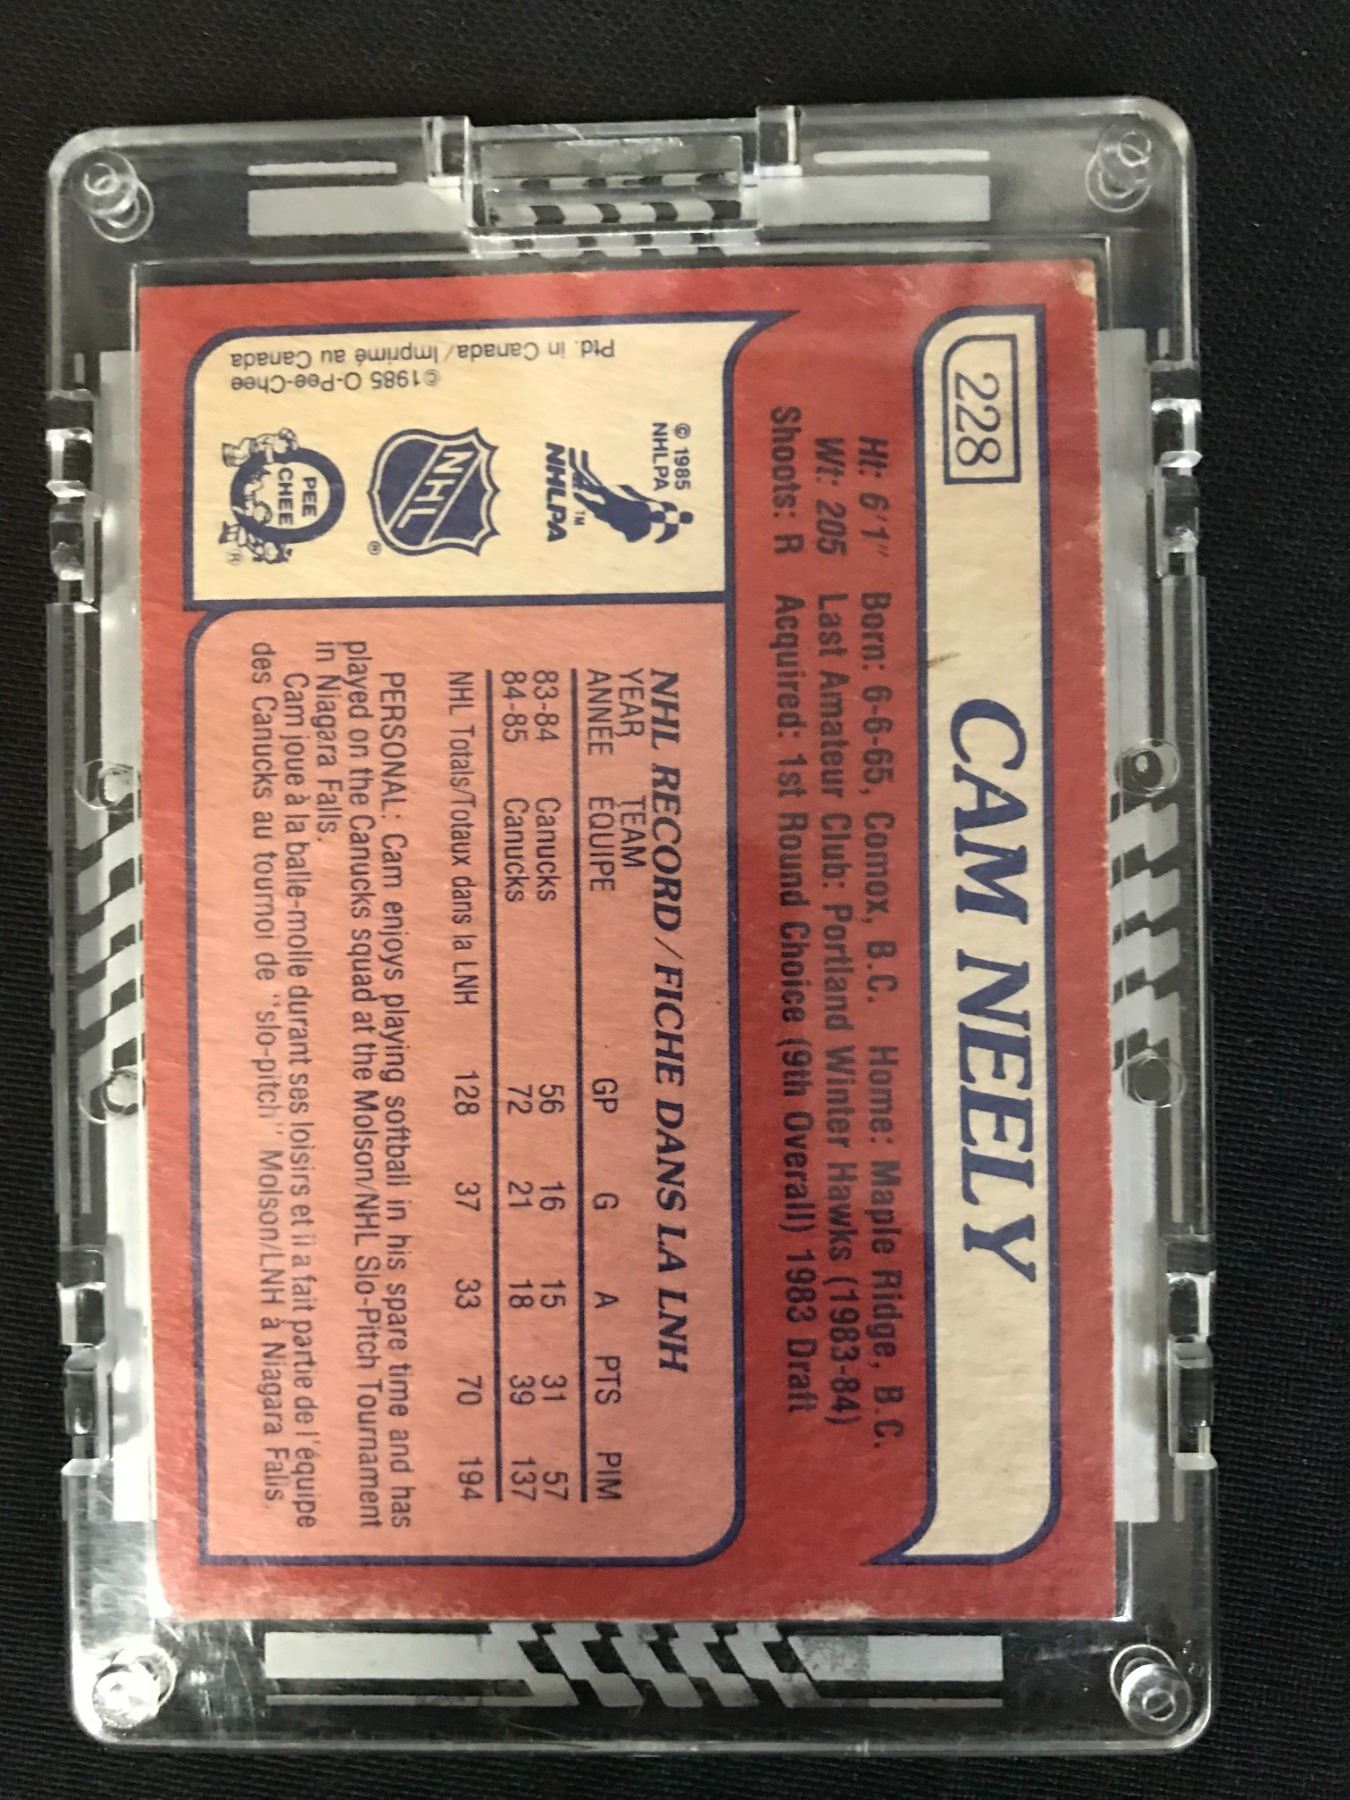 228
CAM NEELY
Ht: 6'1" Born: 6-6-65, Comox, B.C. Home: Maple Ridge, B.C.
Wt: 205 Last Amateur Club: Portland Winter Hawks (1983-84)
Shoots: R Acquired: 1st Round Choice (9th Overall) 1983 Draft
© 1985
NHLPA
TM
NHLPA
NHL
®
PEE
CHEE
®
©1985 O-Pee-Chee
Ptd. in Canada/Imprimé au Canada
NHL RECORD/FICHE DANS LA LNH
YEAR TEAM
ANNÉE ÉQUIPE GP G A PTS PIM
83-84 Canucks 56 16 15 31 57
84-85 Canucks 72 21 18 39 137
NHL Totals/Totaux dans la LNH 128 37 33 70 194
PERSONAL: Cam enjoys playing softball in his spare time and has
played on the Canucks squad at the Molson/NHL Slo-Pitch Tournament
in Niagara Falls.
Cam joue à la balle-molle durant ses loisirs et il a fait partie de l'équipe
des Canucks au tournoi de "slo-pitch" Molson/LNH à Niagara Falls.